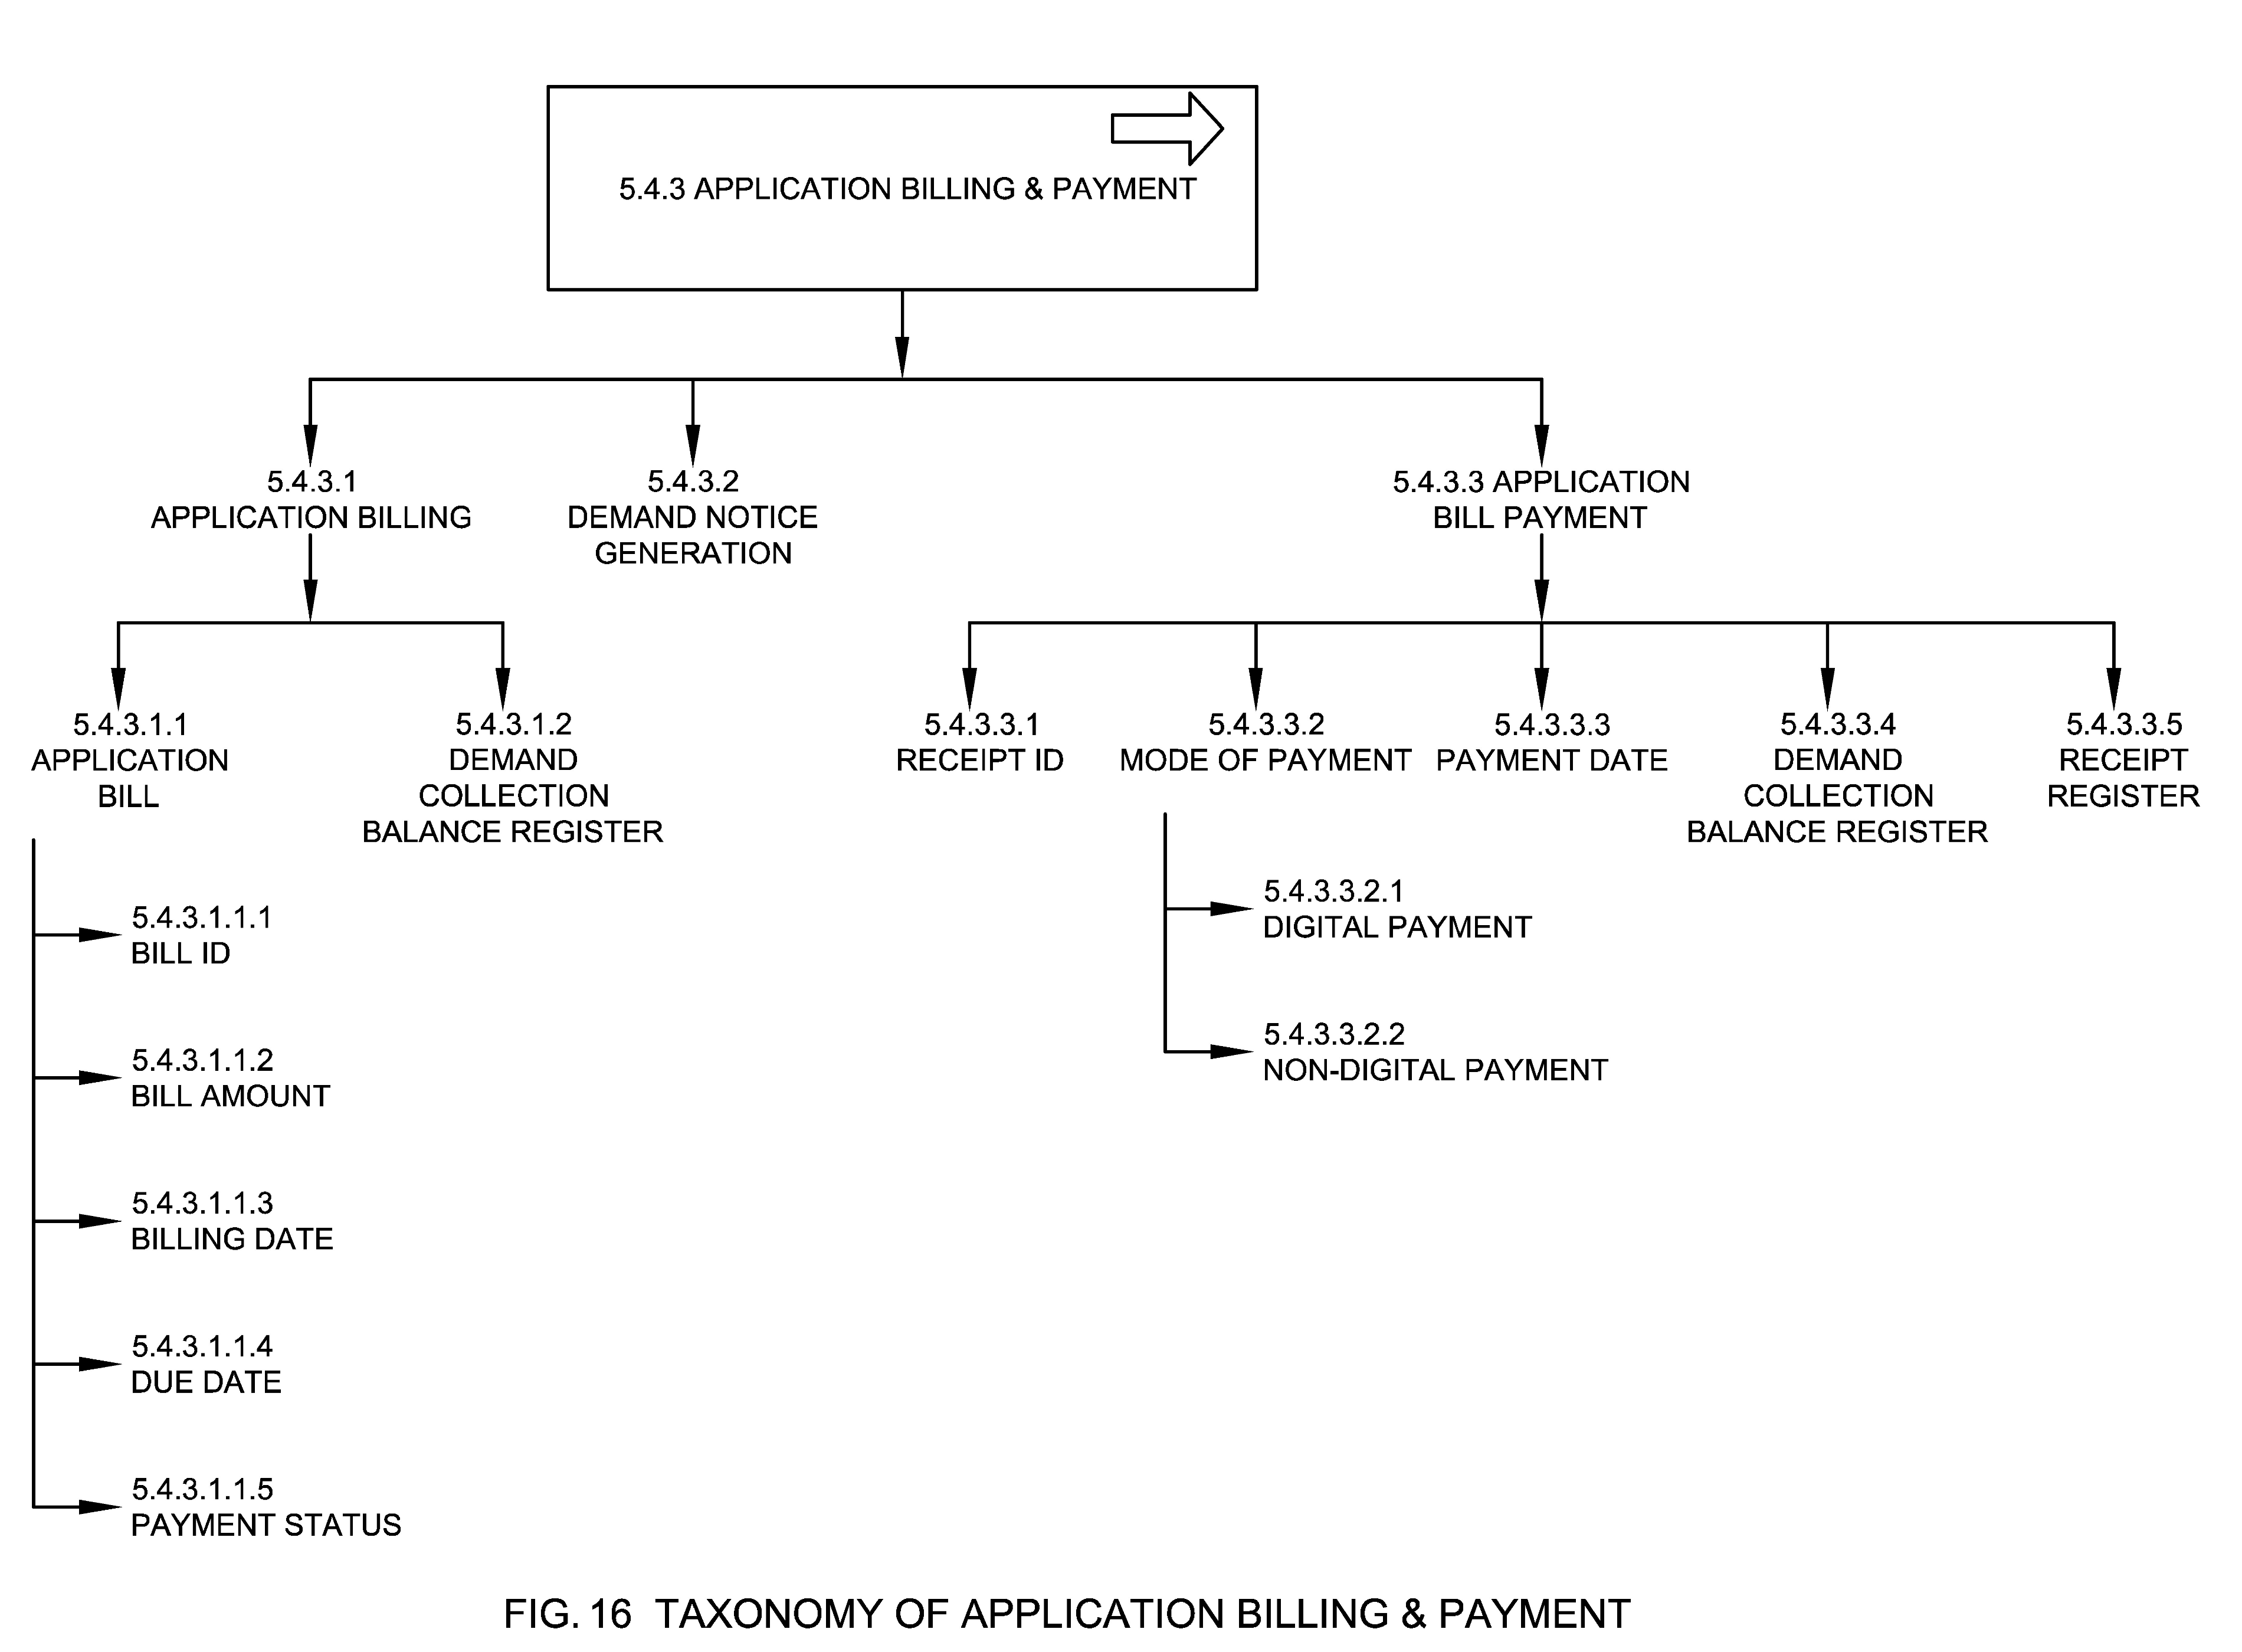 5.4.3 APPLICATION BILLING & PAYMENT
5.4.3.1
APPLICATION BILLING
5.4.3.2
DEMAND NOTICE
GENERATION
5.4.3.3 APPLICATION
BILL PAYMENT
5.4.3.1.1
APPLICATION
BILL
5.4.3.1.2
DEMAND
COLLECTION
BALANCE REGISTER
5.4.3.3.1
RECEIPT ID
5.4.3.3.2
MODE OF PAYMENT
5.4.3.3.3
PAYMENT DATE
5.4.3.3.4
DEMAND
COLLECTION
BALANCE REGISTER
5.4.3.3.5
RECEIPT
REGISTER
5.4.3.1.1.1
BILL ID
5.4.3.1.1.2
BILL AMOUNT
5.4.3.1.1.3
BILLING DATE
5.4.3.1.1.4
DUE DATE
5.4.3.1.1.5
PAYMENT STATUS
5.4.3.3.2.1
DIGITAL PAYMENT
5.4.3.3.2.2
NON-DIGITAL PAYMENT
FIG. 16 TAXONOMY OF APPLICATION BILLING & PAYMENT